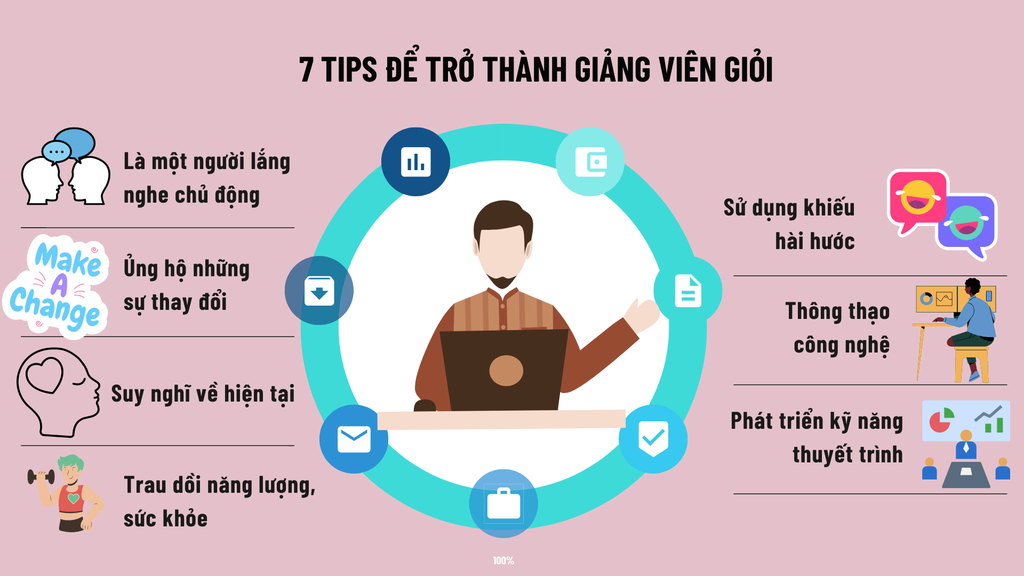 7 TIPS ĐỂ TRỞ THÀNH GIẢNG VIÊN GIỎI
Là một người lắng
nghe chủ động
Make
A
Change
Ủng hộ những
sự thay đổi
Suy nghĩ về hiện tại
Trau dồi năng lượng,
sức khỏe
Sử dụng khiếu
hài hước
Thông thạo
công nghệ
Phát triển kỹ năng
thuyết trình
100%